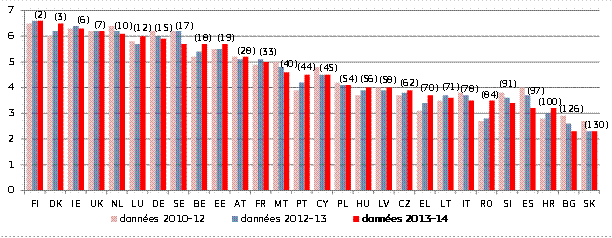 7
6
5
4
3
2
1
0
(2) (3) (6) (7) (10) (12) (15) (17) (18) (19) (28) (33) (40) (44) (45) (54) (56) (59) (62) (70) (71) (78) (84) (91) (97) (100) (126) (130)
FI DK IE UK NL LU DE SE BE EE AT FR MT PT CY PL HU LV CZ EL LT IT RO SI ES HR BG SK
données 2010-12 données 2012-13 données 2013-14